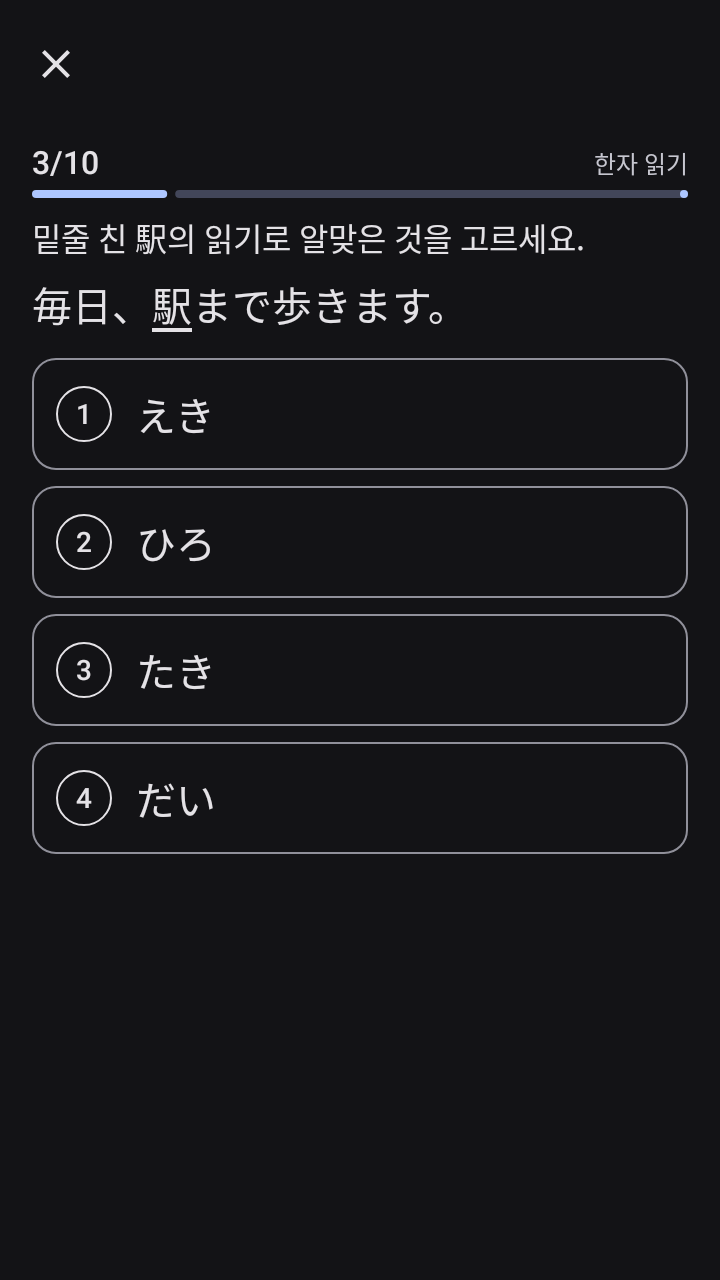 3/10
한자 읽기
밑줄 친 駅의 읽기로 알맞은 것을 고르세요.
毎日、駅まで歩きます。
1 えき
2 ひろ
3 たき
4 だい